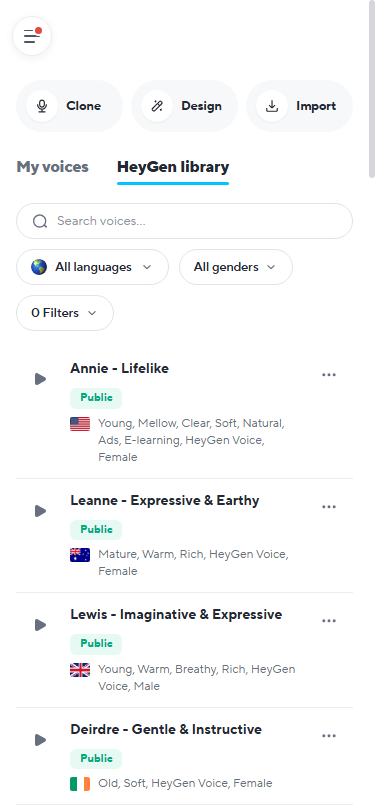 Clone
Design
Import
My voices
HeyGen library
Search voices...
All languages
All genders
0 Filters
Annie - Lifelike
Public
Young, Mellow, Clear, Soft, Natural,
Ads, E-learning, HeyGen Voice,
Female
Leanne - Expressive & Earthy
Public
Mature, Warm, Rich, HeyGen Voice,
Female
Lewis - Imaginative & Expressive
Public
Young, Warm, Breathy, Rich, HeyGen
Voice, Male
Deirdre - Gentle & Instructive
Public
Old, Soft, HeyGen Voice, Female